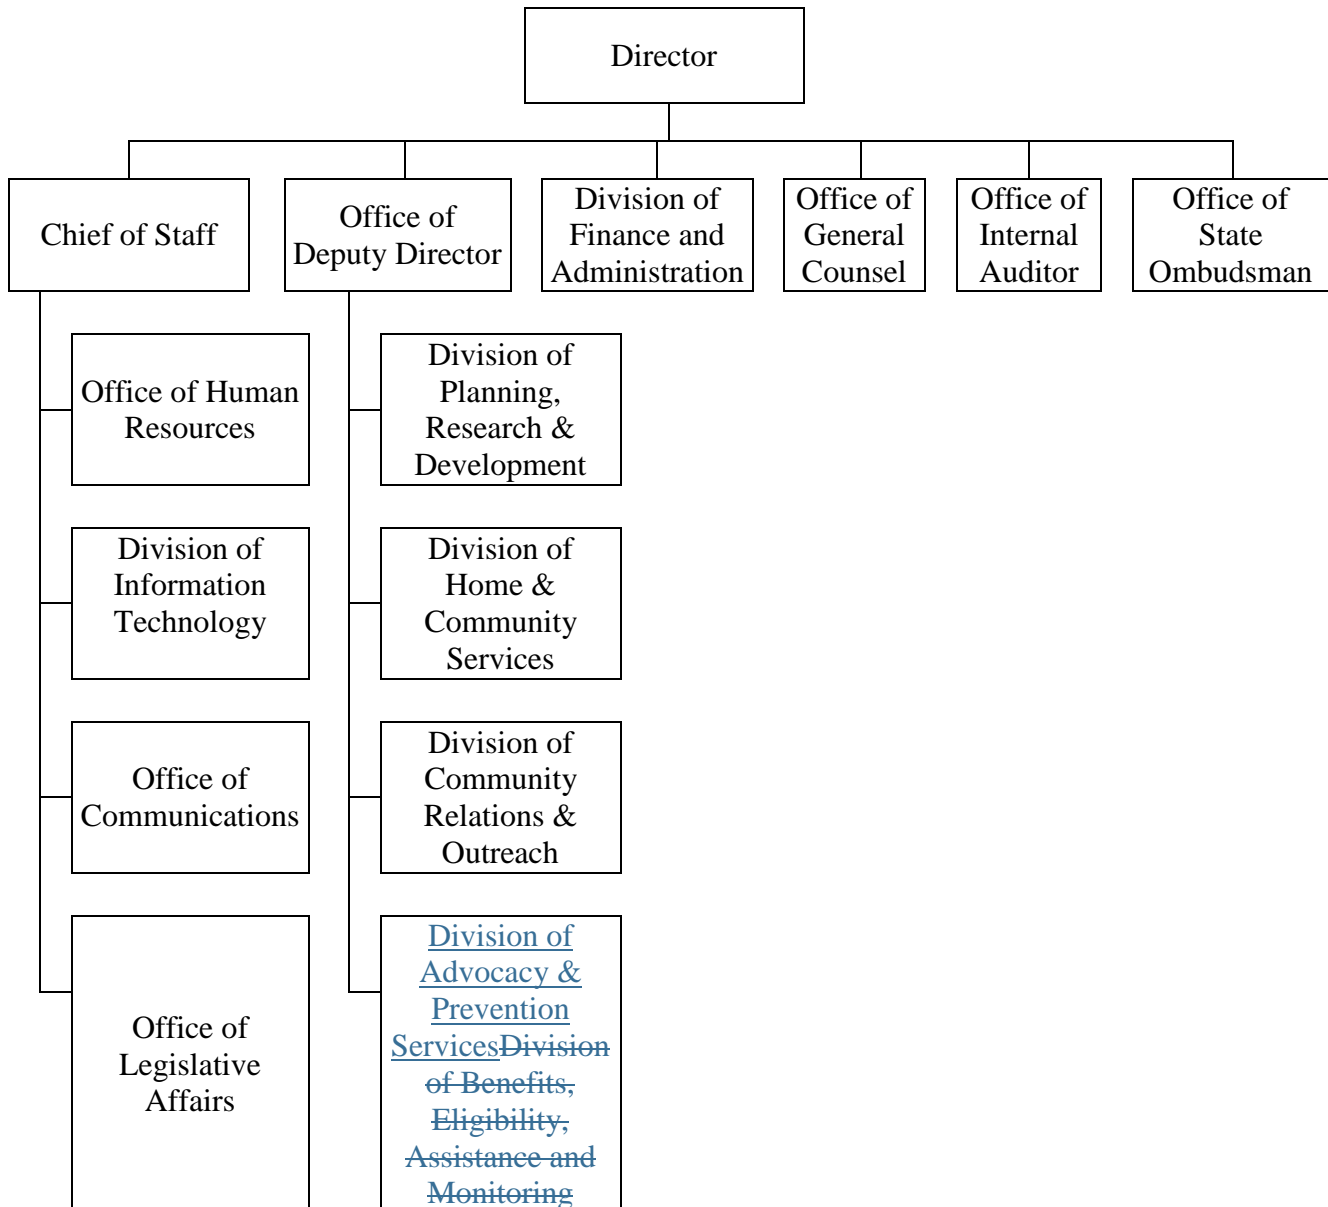 Director
Chief of Staff
Office of
Deputy Director
Division of
Finance and
Administration
Office of
General
Counsel
Office of
Internal
Auditor
Office of
State
Ombudsman
Office of Human
Resources
Division of
Planning,
Research &
Development
Division of
Information
Technology
Division of
Home &
Community
Services
Office of
Communications
Division of
Community
Relations &
Outreach
Office of
Legislative
Affairs
Division of
Advocacy &
Prevention
ServicesDivision
of Benefits,
Eligibility,
Assistance and
Monitoring